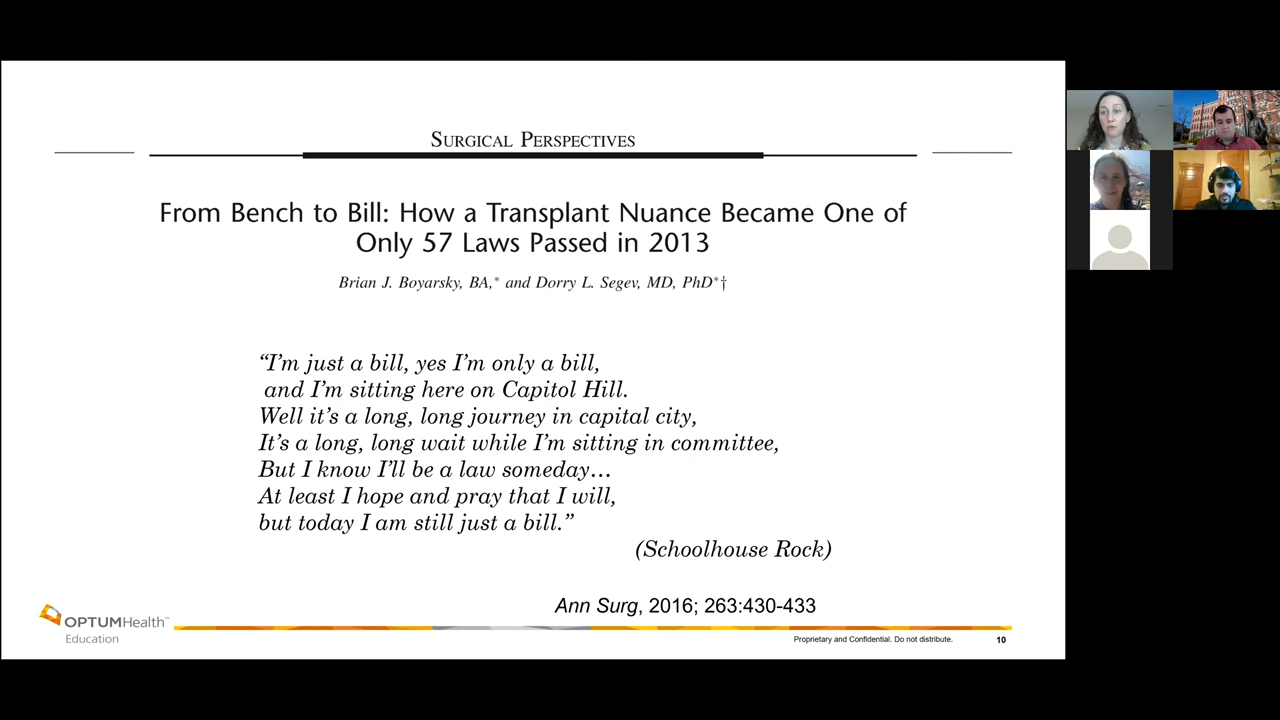 SURGICAL PERSPECTIVES
From Bench to Bill: How a Transplant Nuance Became One of
Only 57 Laws Passed in 2013
Brian J. Boyarsky, BA,* and Dorry L. Segev, MD, PhD*†
“I’m just a bill, yes I’m only a bill,
and I’m sitting here on Capitol Hill.
Well it’s a long, long journey in capital city,
It’s a long, long wait while I’m sitting in committee,
But I know I’ll be a law someday…
At least I hope and pray that I will,
but today I am still just a bill.”
(Schoolhouse Rock)
Ann Surg, 2016; 263:430-433
OPTUMHealth™
Education
Proprietary and Confidential. Do not distribute.
10